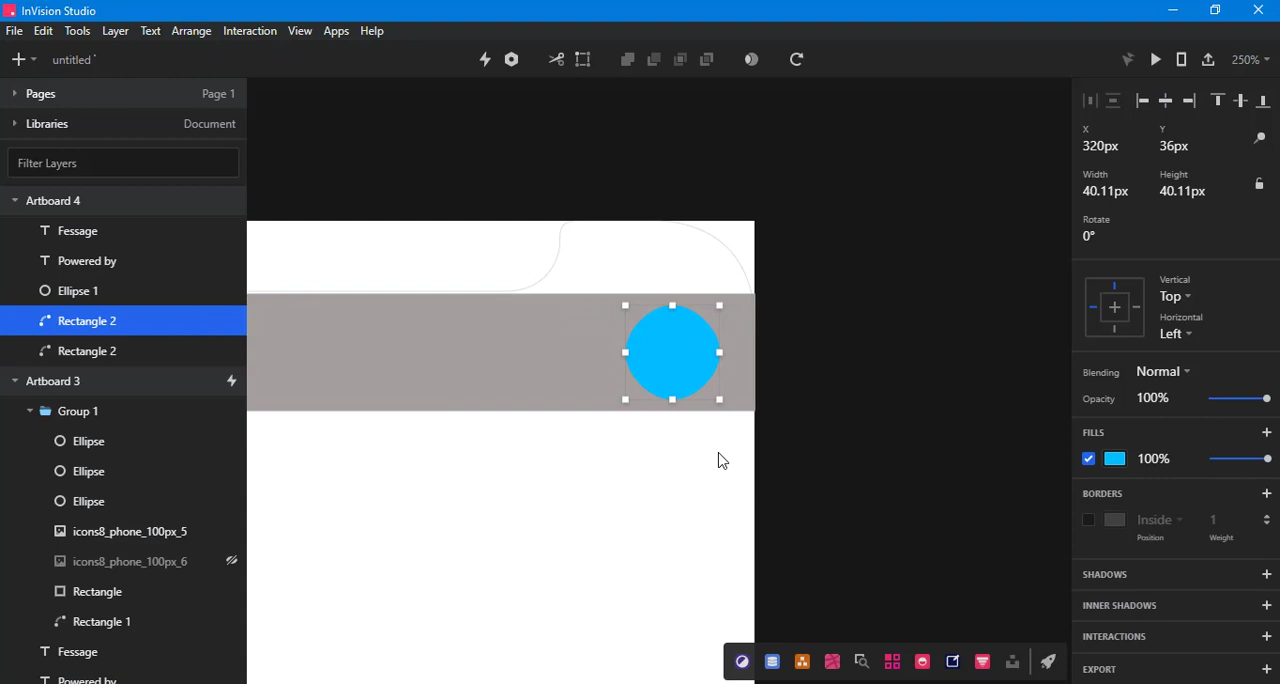 InVision Studio
File Edit Tools Layer Text Arrange Interaction View Apps Help
untitled* 250%
Pages Page 1
Libraries Document
Filter Layers
Artboard 4
Fessage
Powered by
Ellipse 1
Rectangle 2
Rectangle 2
Artboard 3
Group 1
Ellipse
Ellipse
Ellipse
icons8_phone_100px_5
icons8_phone_100px_6
Rectangle
Rectangle 1
Fessage
Powered by
X Y
320px 36px
Width Height
40.11px 40.11px
Rotate
0°
Vertical
Top
Horizontal
Left
Blending Normal
Opacity 100%
FILLS
100%
BORDERS
Inside 1
Position Weight
SHADOWS
INNER SHADOWS
INTERACTIONS
EXPORT